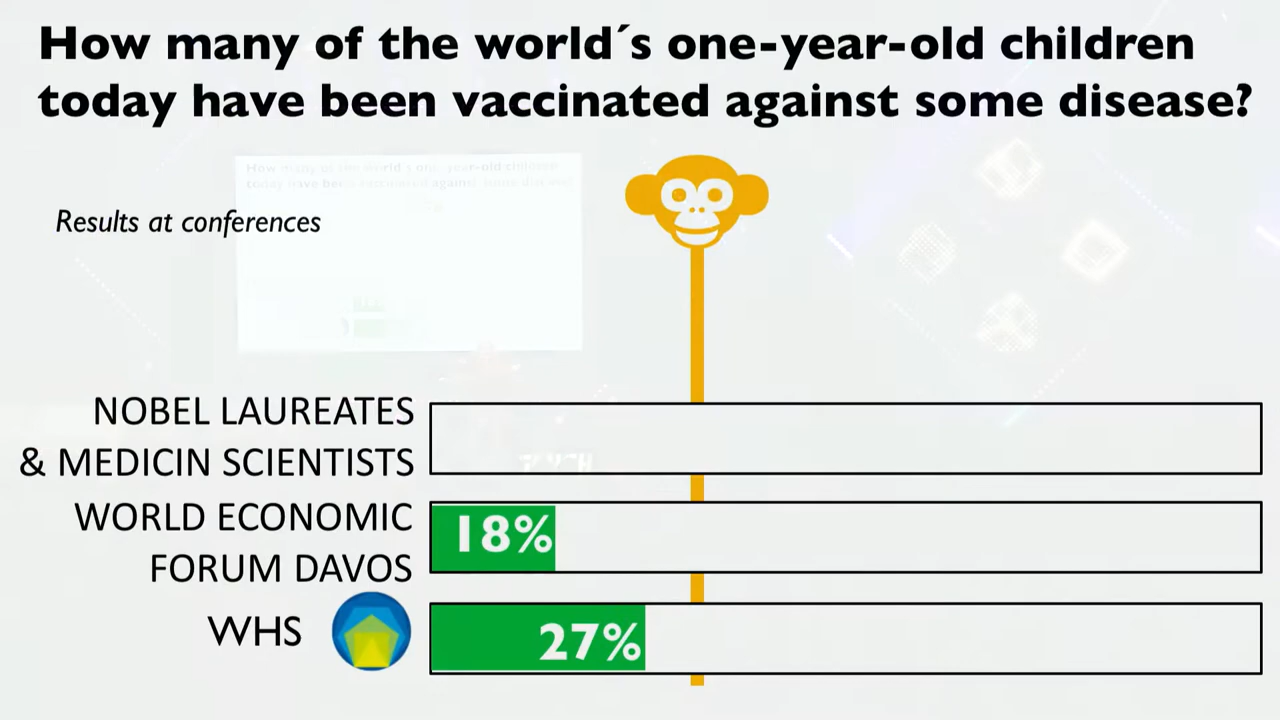 How many of the world´s one-year-old children
today have been vaccinated against some disease?
Results at conferences
NOBEL LAUREATES
& MEDICIN SCIENTISTS
WORLD ECONOMIC
FORUM DAVOS
18%
WHS
27%